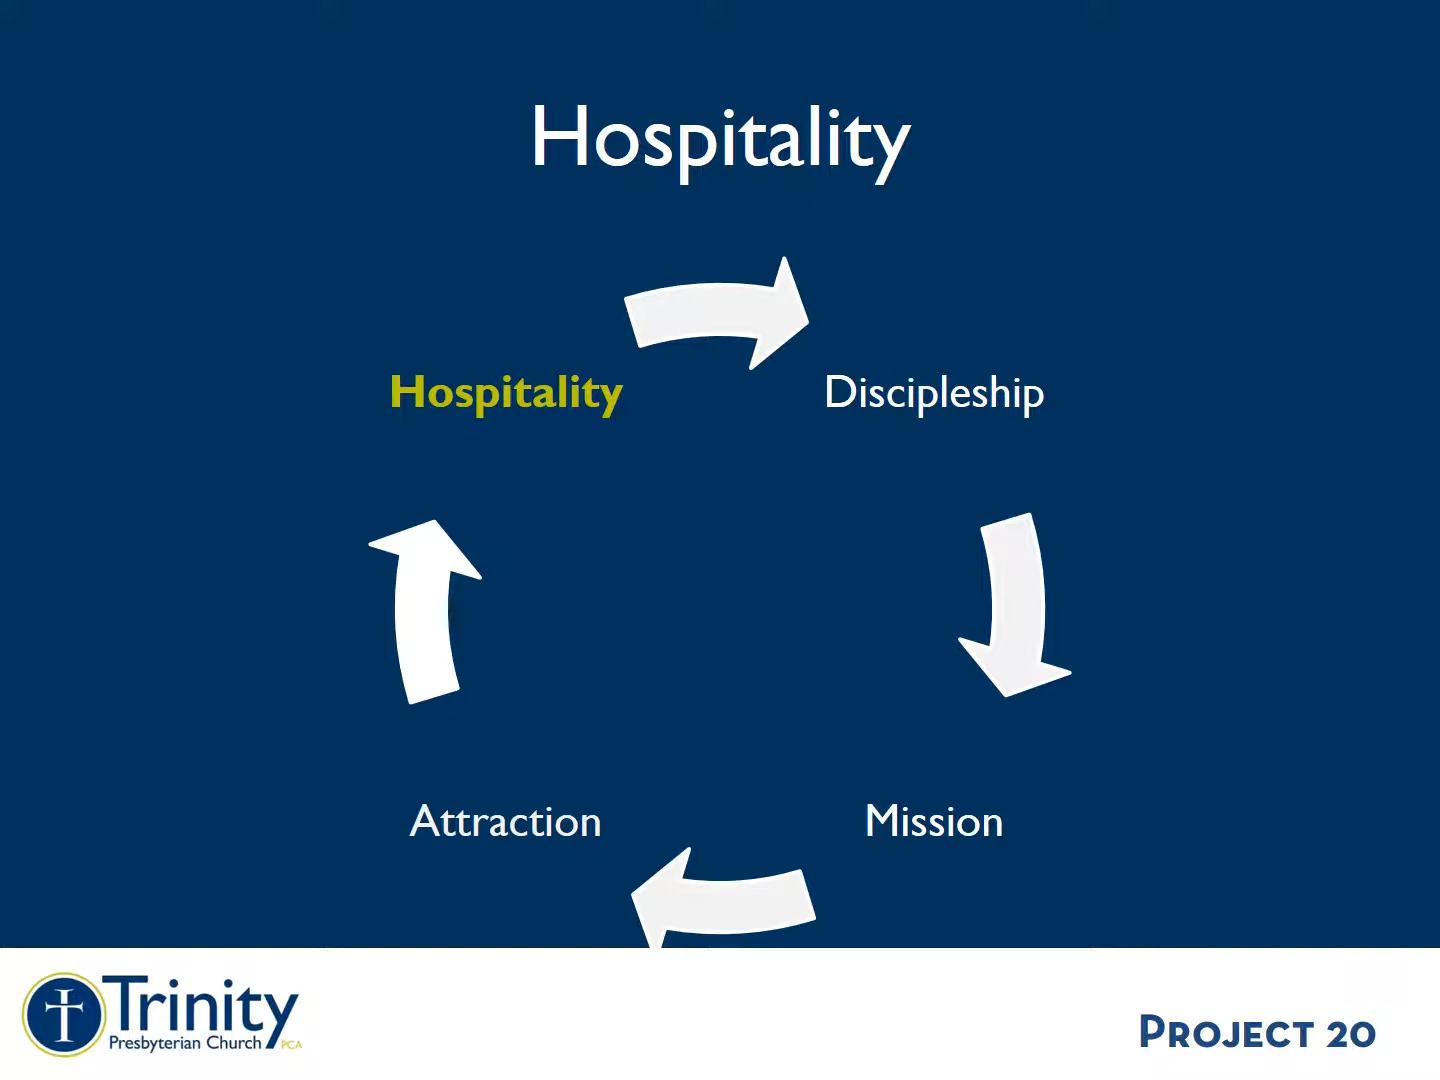 Hospitality
Hospitality
Discipleship
Attraction
Mission
Trinity
Presbyterian Church PCA
PROJECT 20